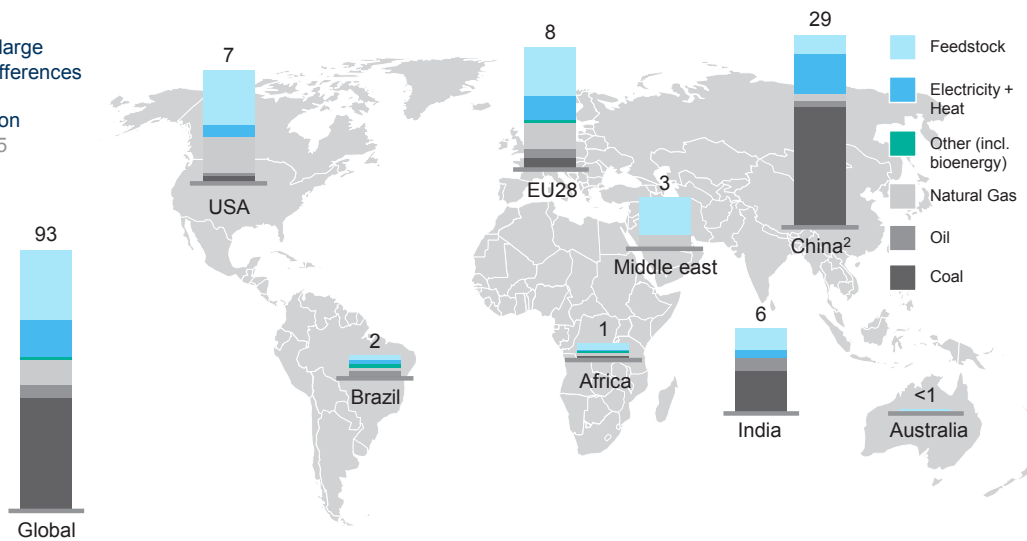 large
fferences
on
5
7
USA
8
EU28
3
Middle east
29
China²
Feedstock
Electricity +
Heat
Other (incl.
bioenergy)
Natural Gas
Oil
Coal
93
Global
2
Brazil
1
Africa
6
India
<1
Australia